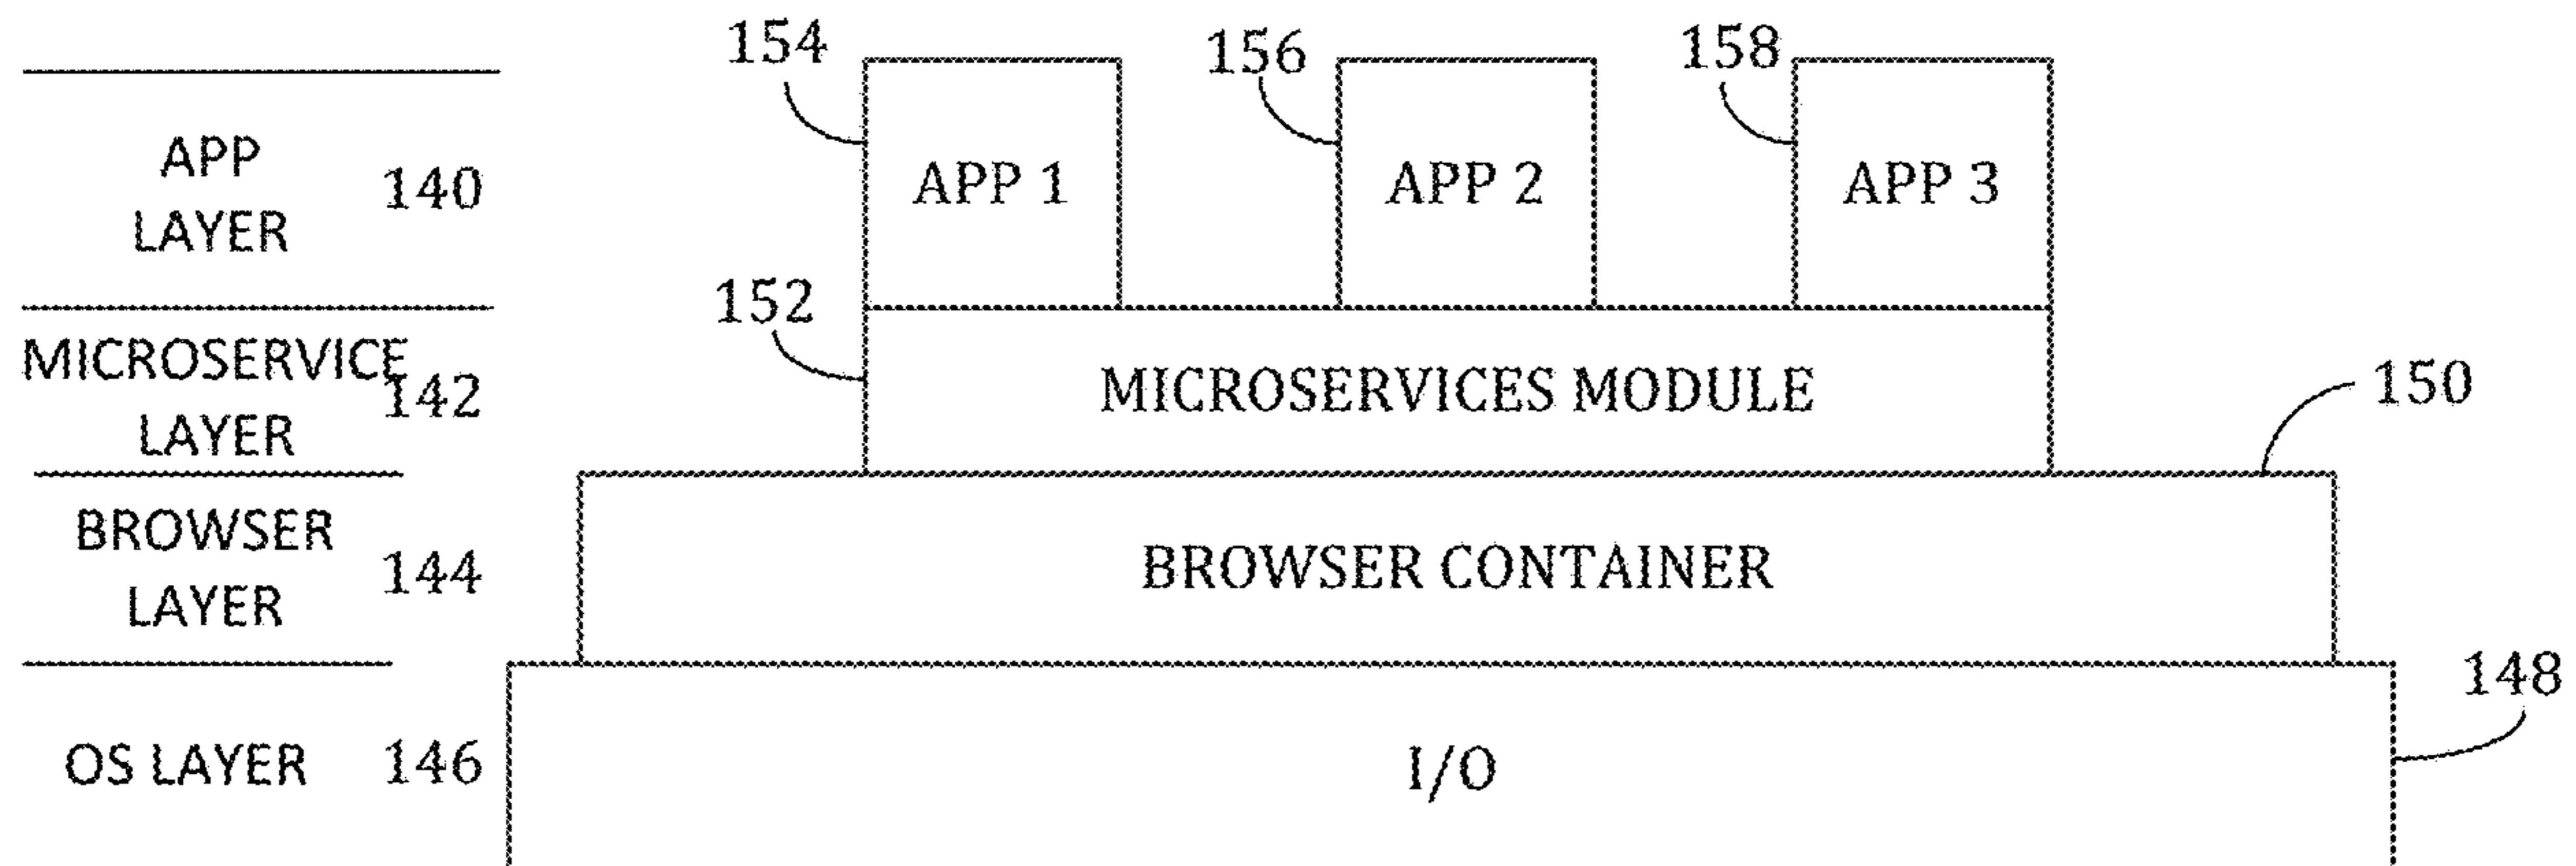 154
156
158
APP
LAYER
140
APP 1
APP 2
APP 3
152
MICROSERVICE
LAYER
142
MICROSERVICES MODULE
150
BROWSER
LAYER
144
BROWSER CONTAINER
148
OS LAYER
146
I/O